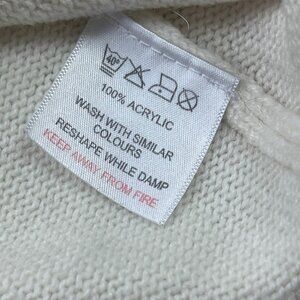 40°
100% ACRYLIC
WASH WITH SIMILAR
COLOURS
RESHAPE WHILE DAMP
KEEP AWAY FROM FIRE